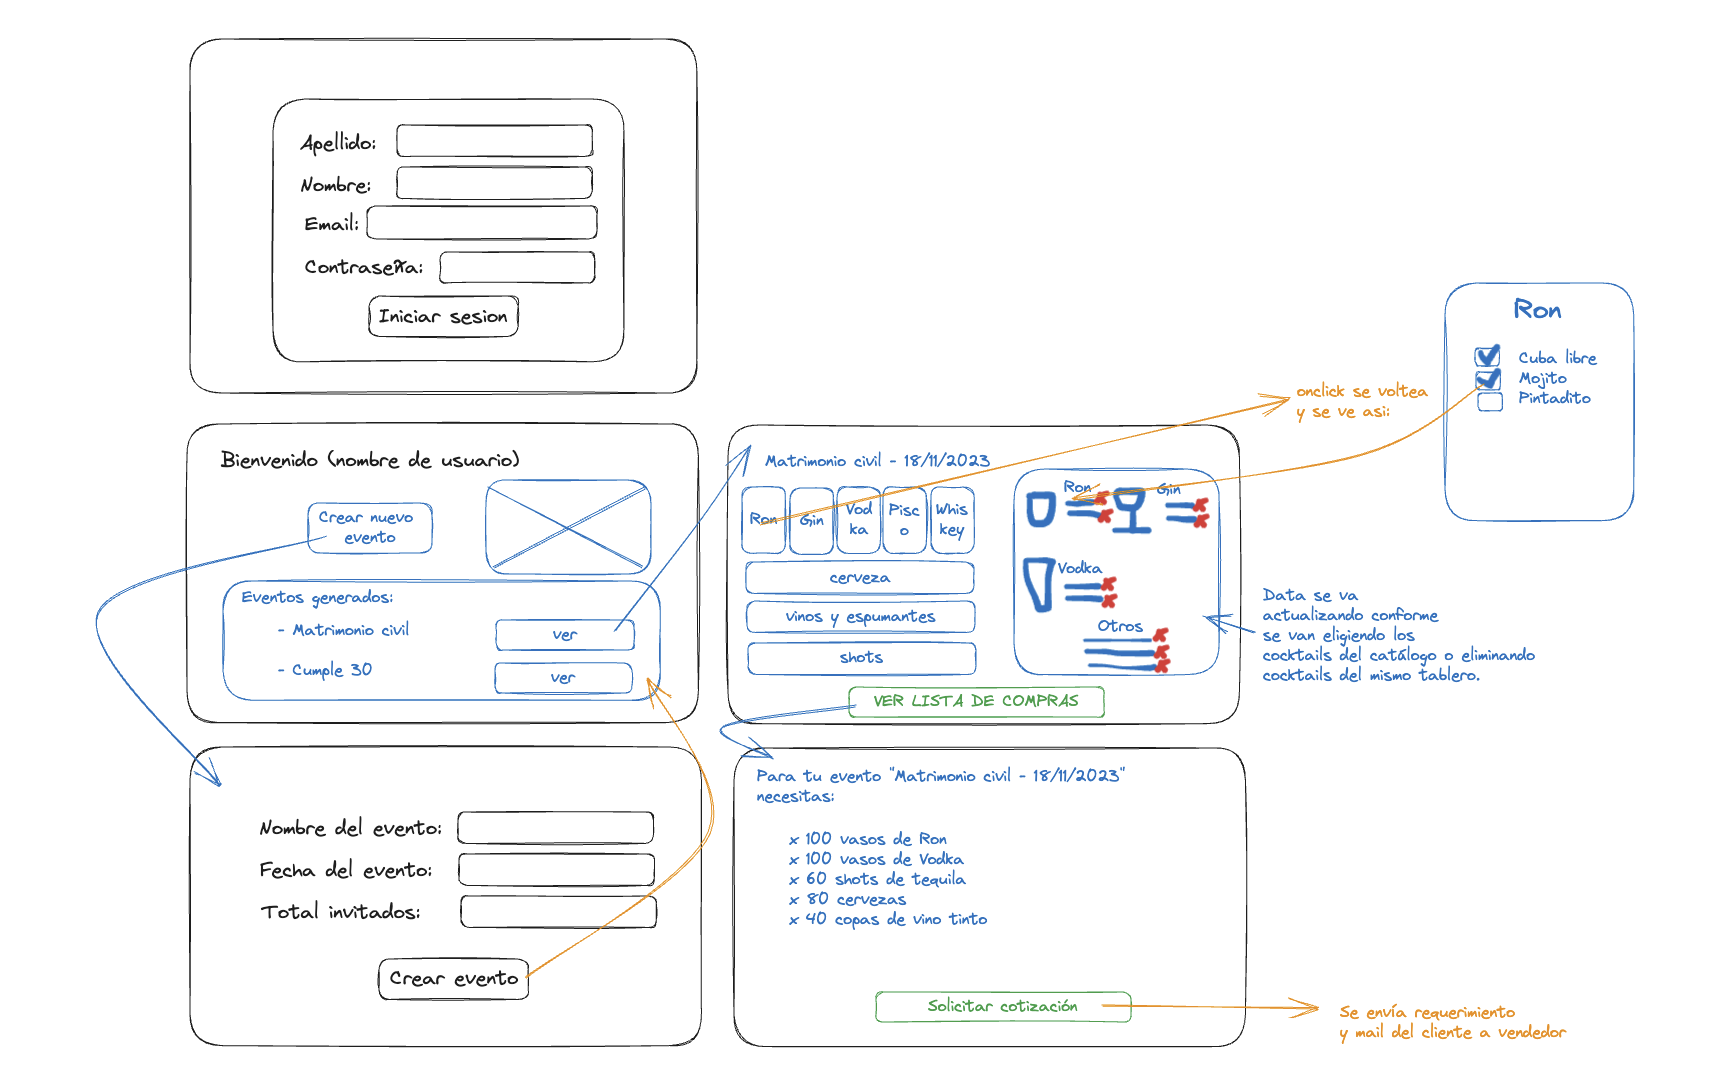 Apellido:
Nombre:
Email:
Contraseña:
Iniciar sesion
Bienvenido (nombre de usuario)
Crear nuevo
evento
Eventos generados:
- Matrimonio civil
ver
- Cumple 30
ver
Nombre del evento:
Fecha del evento:
Total invitados:
Crear evento
Matrimonio civil - 18/11/2023
Ron
Gin
Vod
ka
Pisc
o
Whis
key
cerveza
vinos y espumantes
shots
Ron
Gin
Vodka
Otros
VER LISTA DE COMPRAS
onclick se voltea
y se ve asi:
Ron
Cuba libre
Mojito
Pintadito
Data se va
actualizando conforme
se van eligiendo los
cocktails del catálogo o eliminando
cocktails del mismo tablero.
Para tu evento "Matrimonio civil - 18/11/2023"
necesitas:
x 100 vasos de Ron
x 100 vasos de Vodka
x 60 shots de tequila
x 80 cervezas
x 40 copas de vino tinto
Solicitar cotización
Se envía requerimiento
y mail del cliente a vendedor